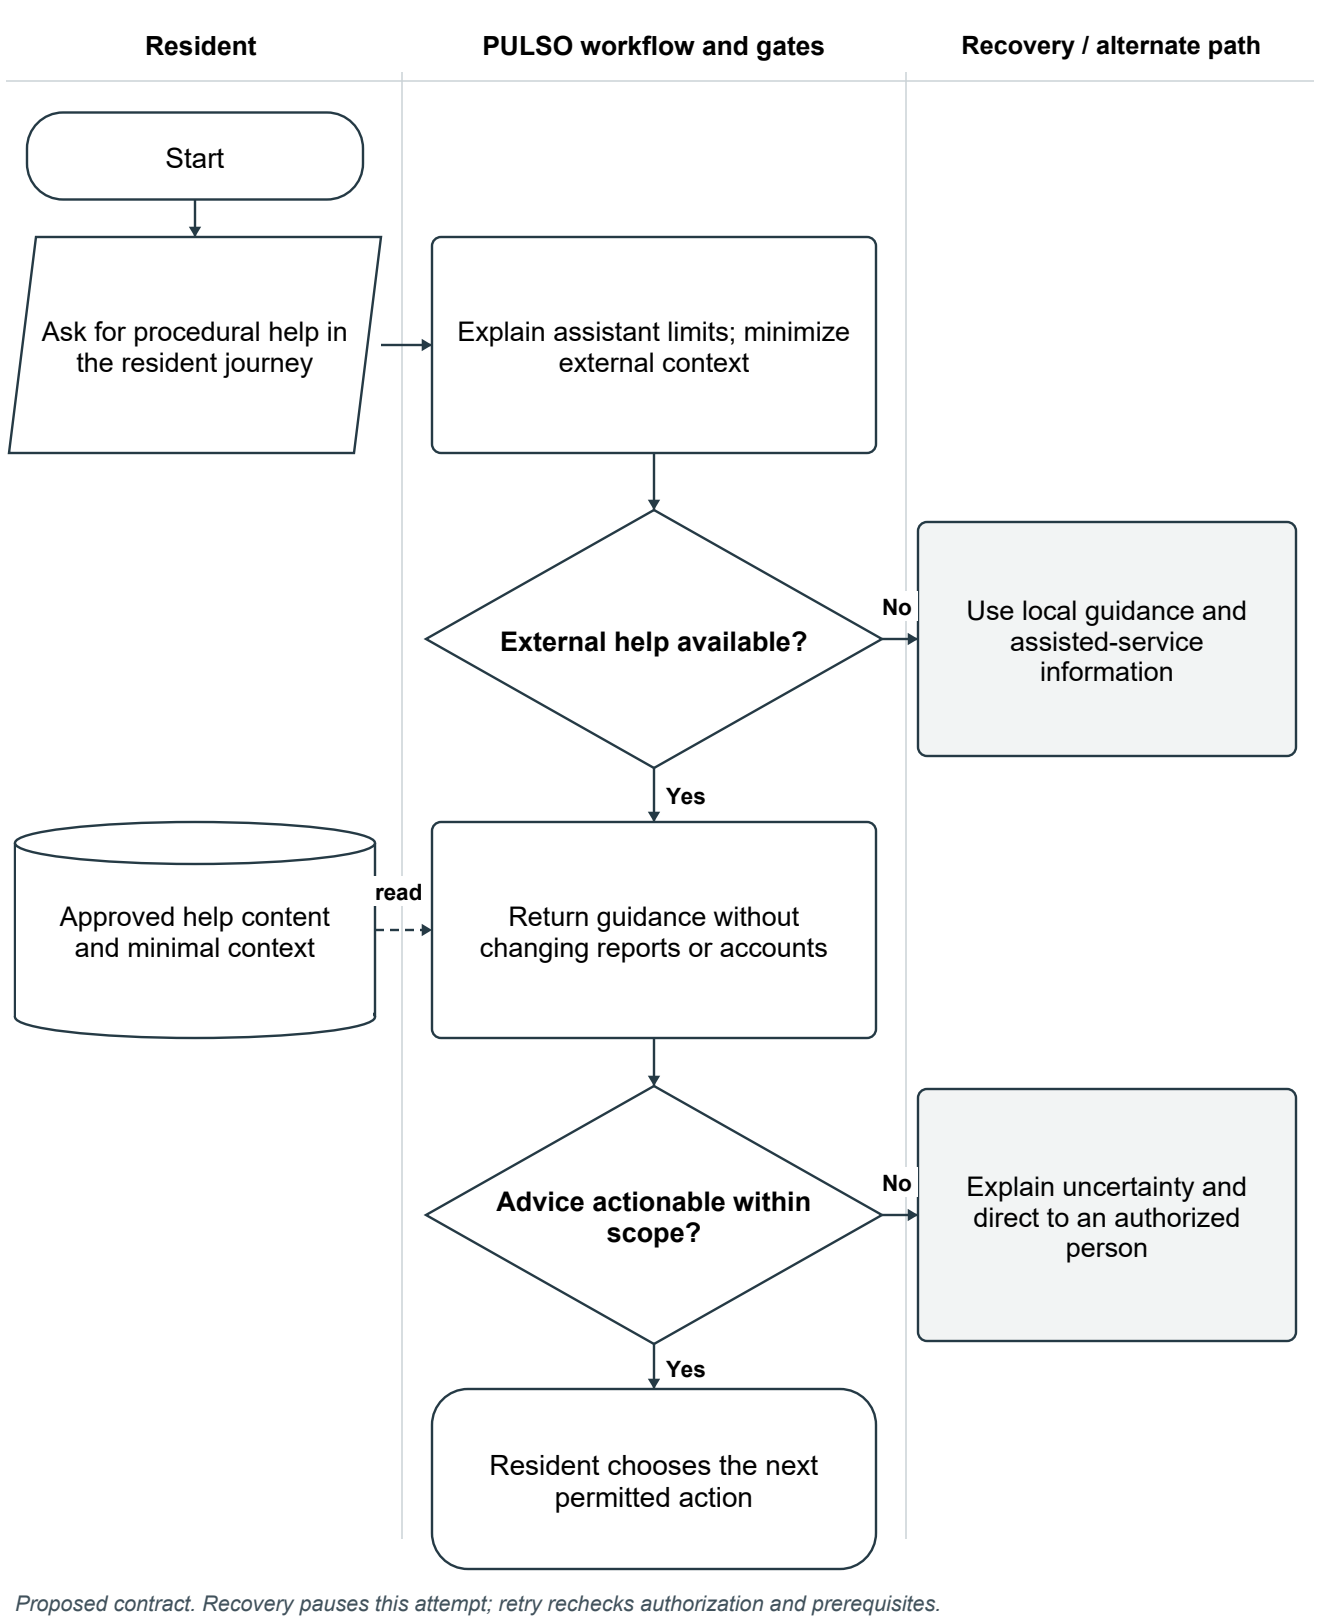 Resident
PULSO workflow and gates
Recovery / alternate path
Start
Ask for procedural help in
the resident journey
Explain assistant limits; minimize
external context
External help available?
No
Use local guidance and
assisted-service
information
Yes
Approved help content
and minimal context
read
Return guidance without
changing reports or accounts
Advice actionable within
scope?
No
Explain uncertainty and
direct to an authorized
person
Yes
Resident chooses the next
permitted action
Proposed contract. Recovery pauses this attempt; retry rechecks authorization and prerequisites.